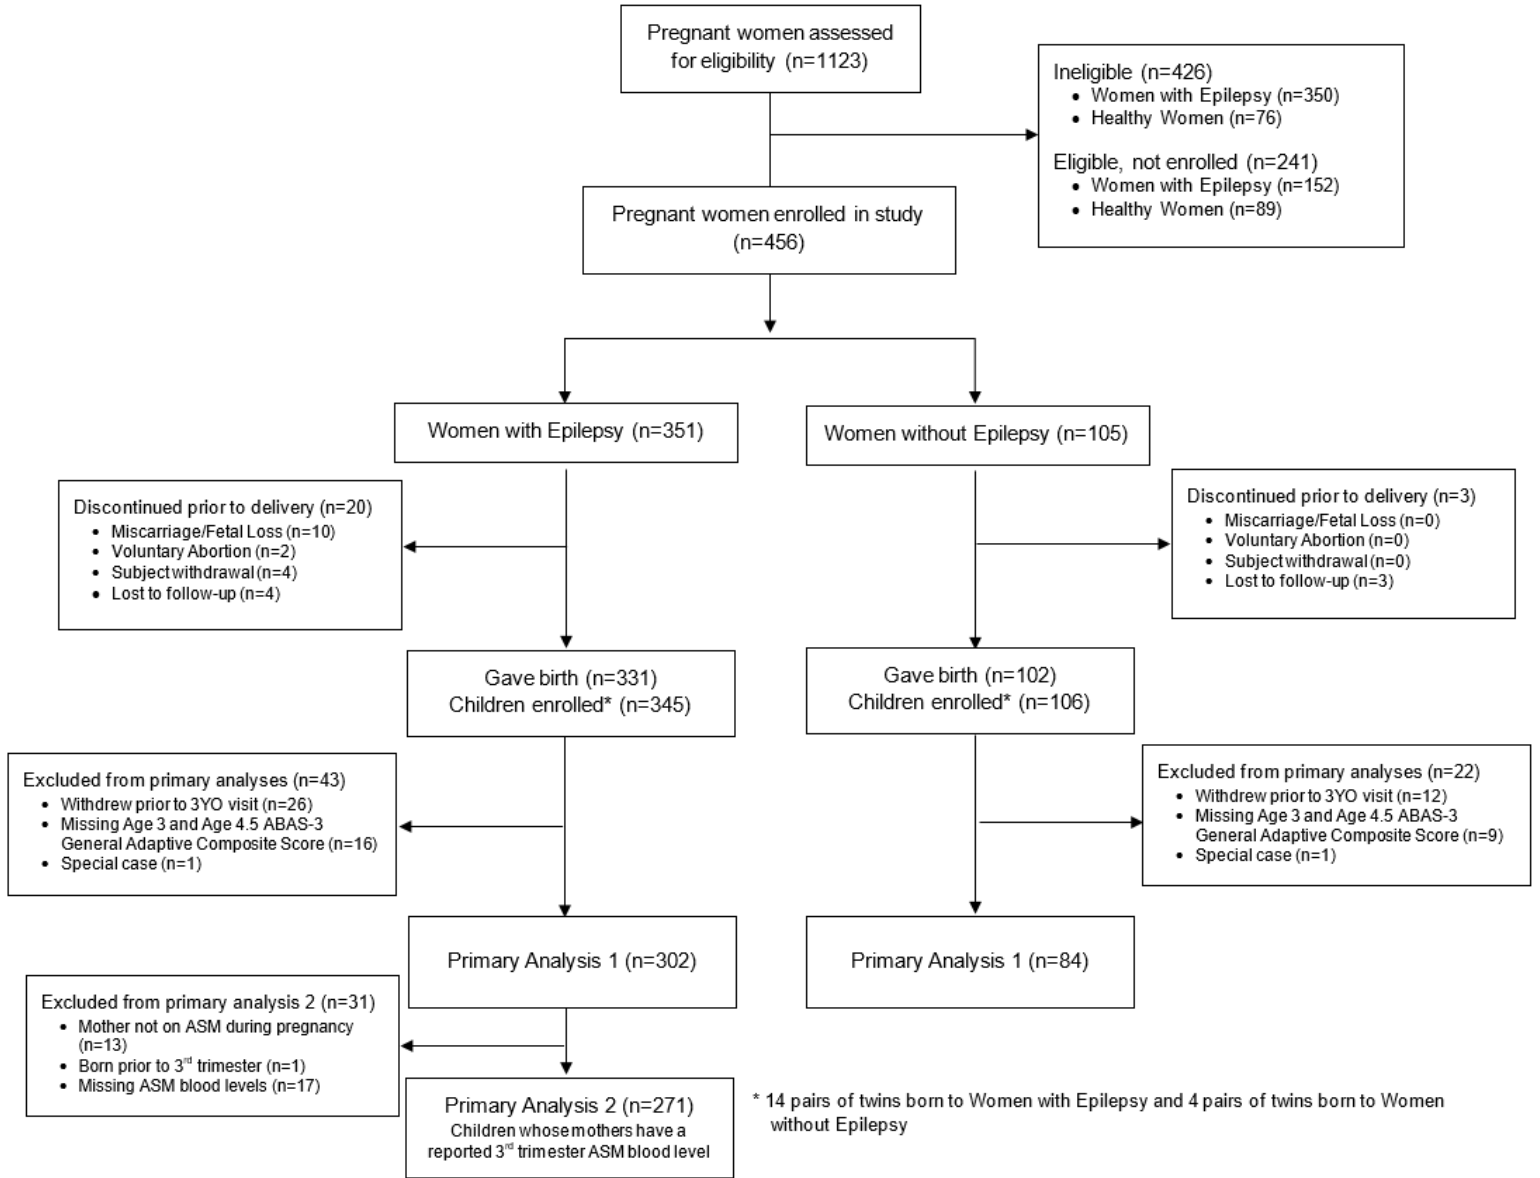 Pregnant women assessed
for eligibility (n=1123)
Ineligible (n=426)
• Women with Epilepsy (n=350)
• Healthy Women (n=76)
Eligible, not enrolled (n=241)
• Women with Epilepsy (n=152)
• Healthy Women (n=89)
Pregnant women enrolled in study
(n=456)
Women with Epilepsy (n=351)
Women without Epilepsy (n=105)
Discontinued prior to delivery (n=20)
• Miscarriage/Fetal Loss (n=10)
• Voluntary Abortion (n=2)
• Subject withdrawal (n=4)
• Lost to follow-up (n=4)
Discontinued prior to delivery (n=3)
• Miscarriage/Fetal Loss (n=0)
• Voluntary Abortion (n=0)
• Subject withdrawal (n=0)
• Lost to follow-up (n=3)
Gave birth (n=331)
Children enrolled* (n=345)
Gave birth (n=102)
Children enrolled* (n=106)
Excluded from primary analyses (n=43)
• Withdrew prior to 3YO visit (n=26)
• Missing Age 3 and Age 4.5 ABAS-3
General Adaptive Composite Score (n=16)
• Special case (n=1)
Excluded from primary analyses (n=22)
• Withdrew prior to 3YO visit (n=12)
• Missing Age 3 and Age 4.5 ABAS-3
General Adaptive Composite Score (n=9)
• Special case (n=1)
Primary Analysis 1 (n=302)
Primary Analysis 1 (n=84)
Excluded from primary analysis 2 (n=31)
• Mother not on ASM during pregnancy
(n=13)
• Born prior to 3rd trimester (n=1)
• Missing ASM blood levels (n=17)
Primary Analysis 2 (n=271)
Children whose mothers have a
reported 3rd trimester ASM blood level
* 14 pairs of twins born to Women with Epilepsy and 4 pairs of twins born to Women
without Epilepsy